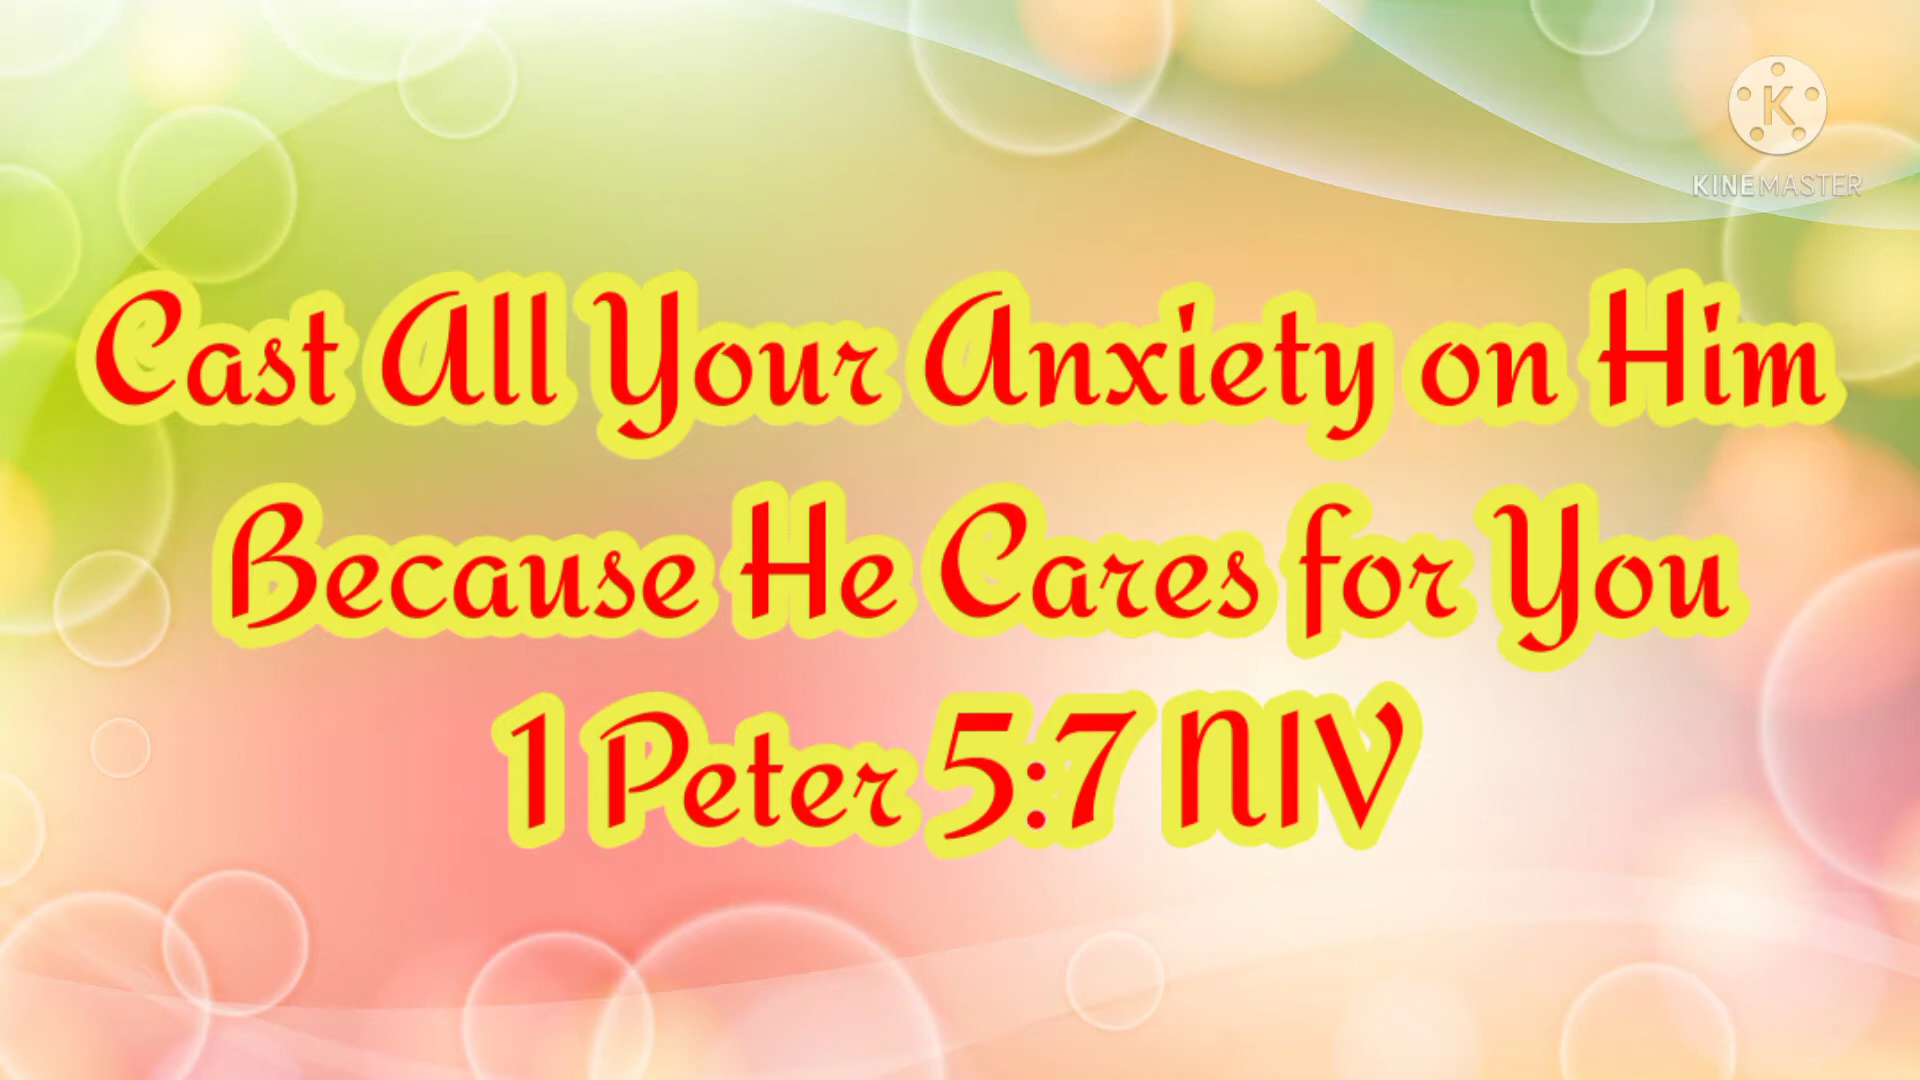 K
KINEMASTER
Cast All Your Anxiety on Him
Because He Cares for You
1 Peter 5:7 NIV